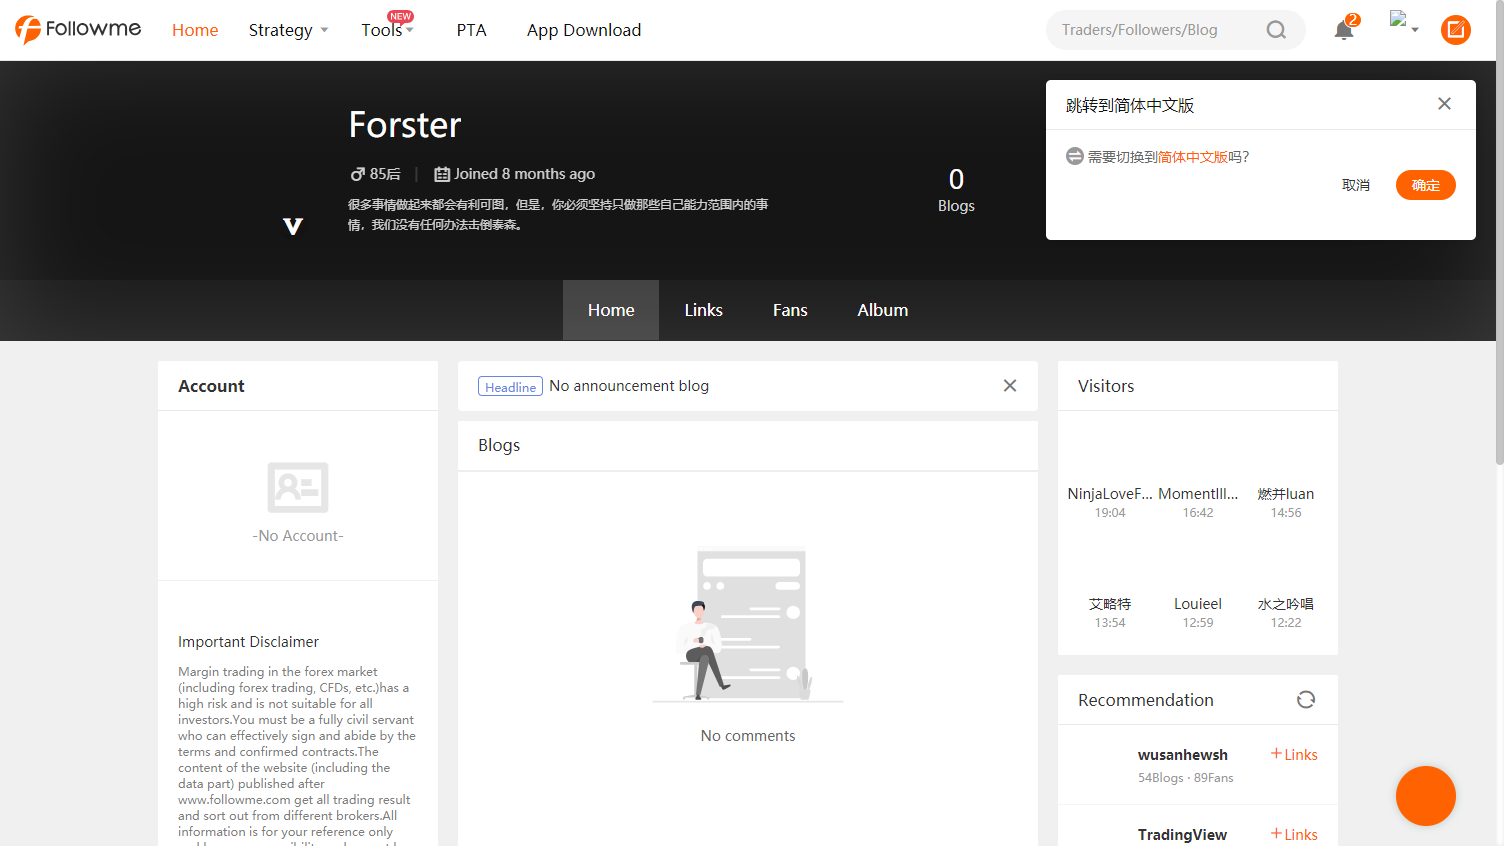 Followme
Home
Strategy
Tools
NEW
PTA
App Download
Traders/Followers/Blog
2
跳转到简体中文版
需要切换到简体中文版吗?
取消
确定
Forster
85后
Joined 8 months ago
很多事情做起来都会有利可图，但是，你必须坚持只做那些自己能力范围内的事
情，我们没有任何办法击倒泰森。
V
0
Blogs
Home
Links
Fans
Album
Account
-No Account-
Important Disclaimer
Margin trading in the forex market
(including forex trading, CFDs, etc.)has a
high risk and is not suitable for all
investors.You must be a fully civil servant
who can effectively sign and abide by the
terms and confirmed contracts.The
content of the website (including the
data part) published after
www.followme.com get all trading result
and sort out from different brokers.All
information is for your reference only
Headline No announcement blog
Blogs
No comments
Visitors
NinjaLoveF... MomentIll... 燃并luan
19:04 16:42 14:56
艾略特 Louieel 水之吟唱
13:54 12:59 12:22
Recommendation
wusanhewsh +Links
54Blogs · 89Fans
TradingView +Links